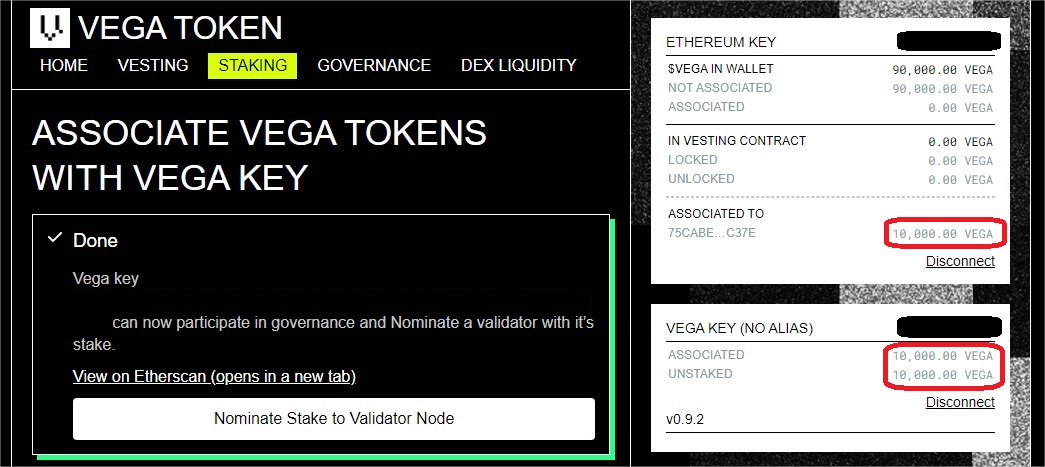 VEGA TOKEN
HOME VESTING STAKING GOVERNANCE DEX LIQUIDITY
ASSOCIATE VEGA TOKENS
WITH VEGA KEY
Done
Vega key
can now participate in governance and Nominate a validator with it's
stake.
View on Etherscan (opens in a new tab)
Nominate Stake to Validator Node
ETHEREUM KEY
$VEGA IN WALLET 90,000.00 VEGA
NOT ASSOCIATED 90,000.00 VEGA
ASSOCIATED 0.00 VEGA
IN VESTING CONTRACT 0.00 VEGA
LOCKED 0.00 VEGA
UNLOCKED 0.00 VEGA
ASSOCIATED TO
75CABE...C37E 10,000.00 VEGA
Disconnect
VEGA KEY (NO ALIAS)
ASSOCIATED 10,000.00 VEGA
UNSTAKED 10,000.00 VEGA
Disconnect
v0.9.2